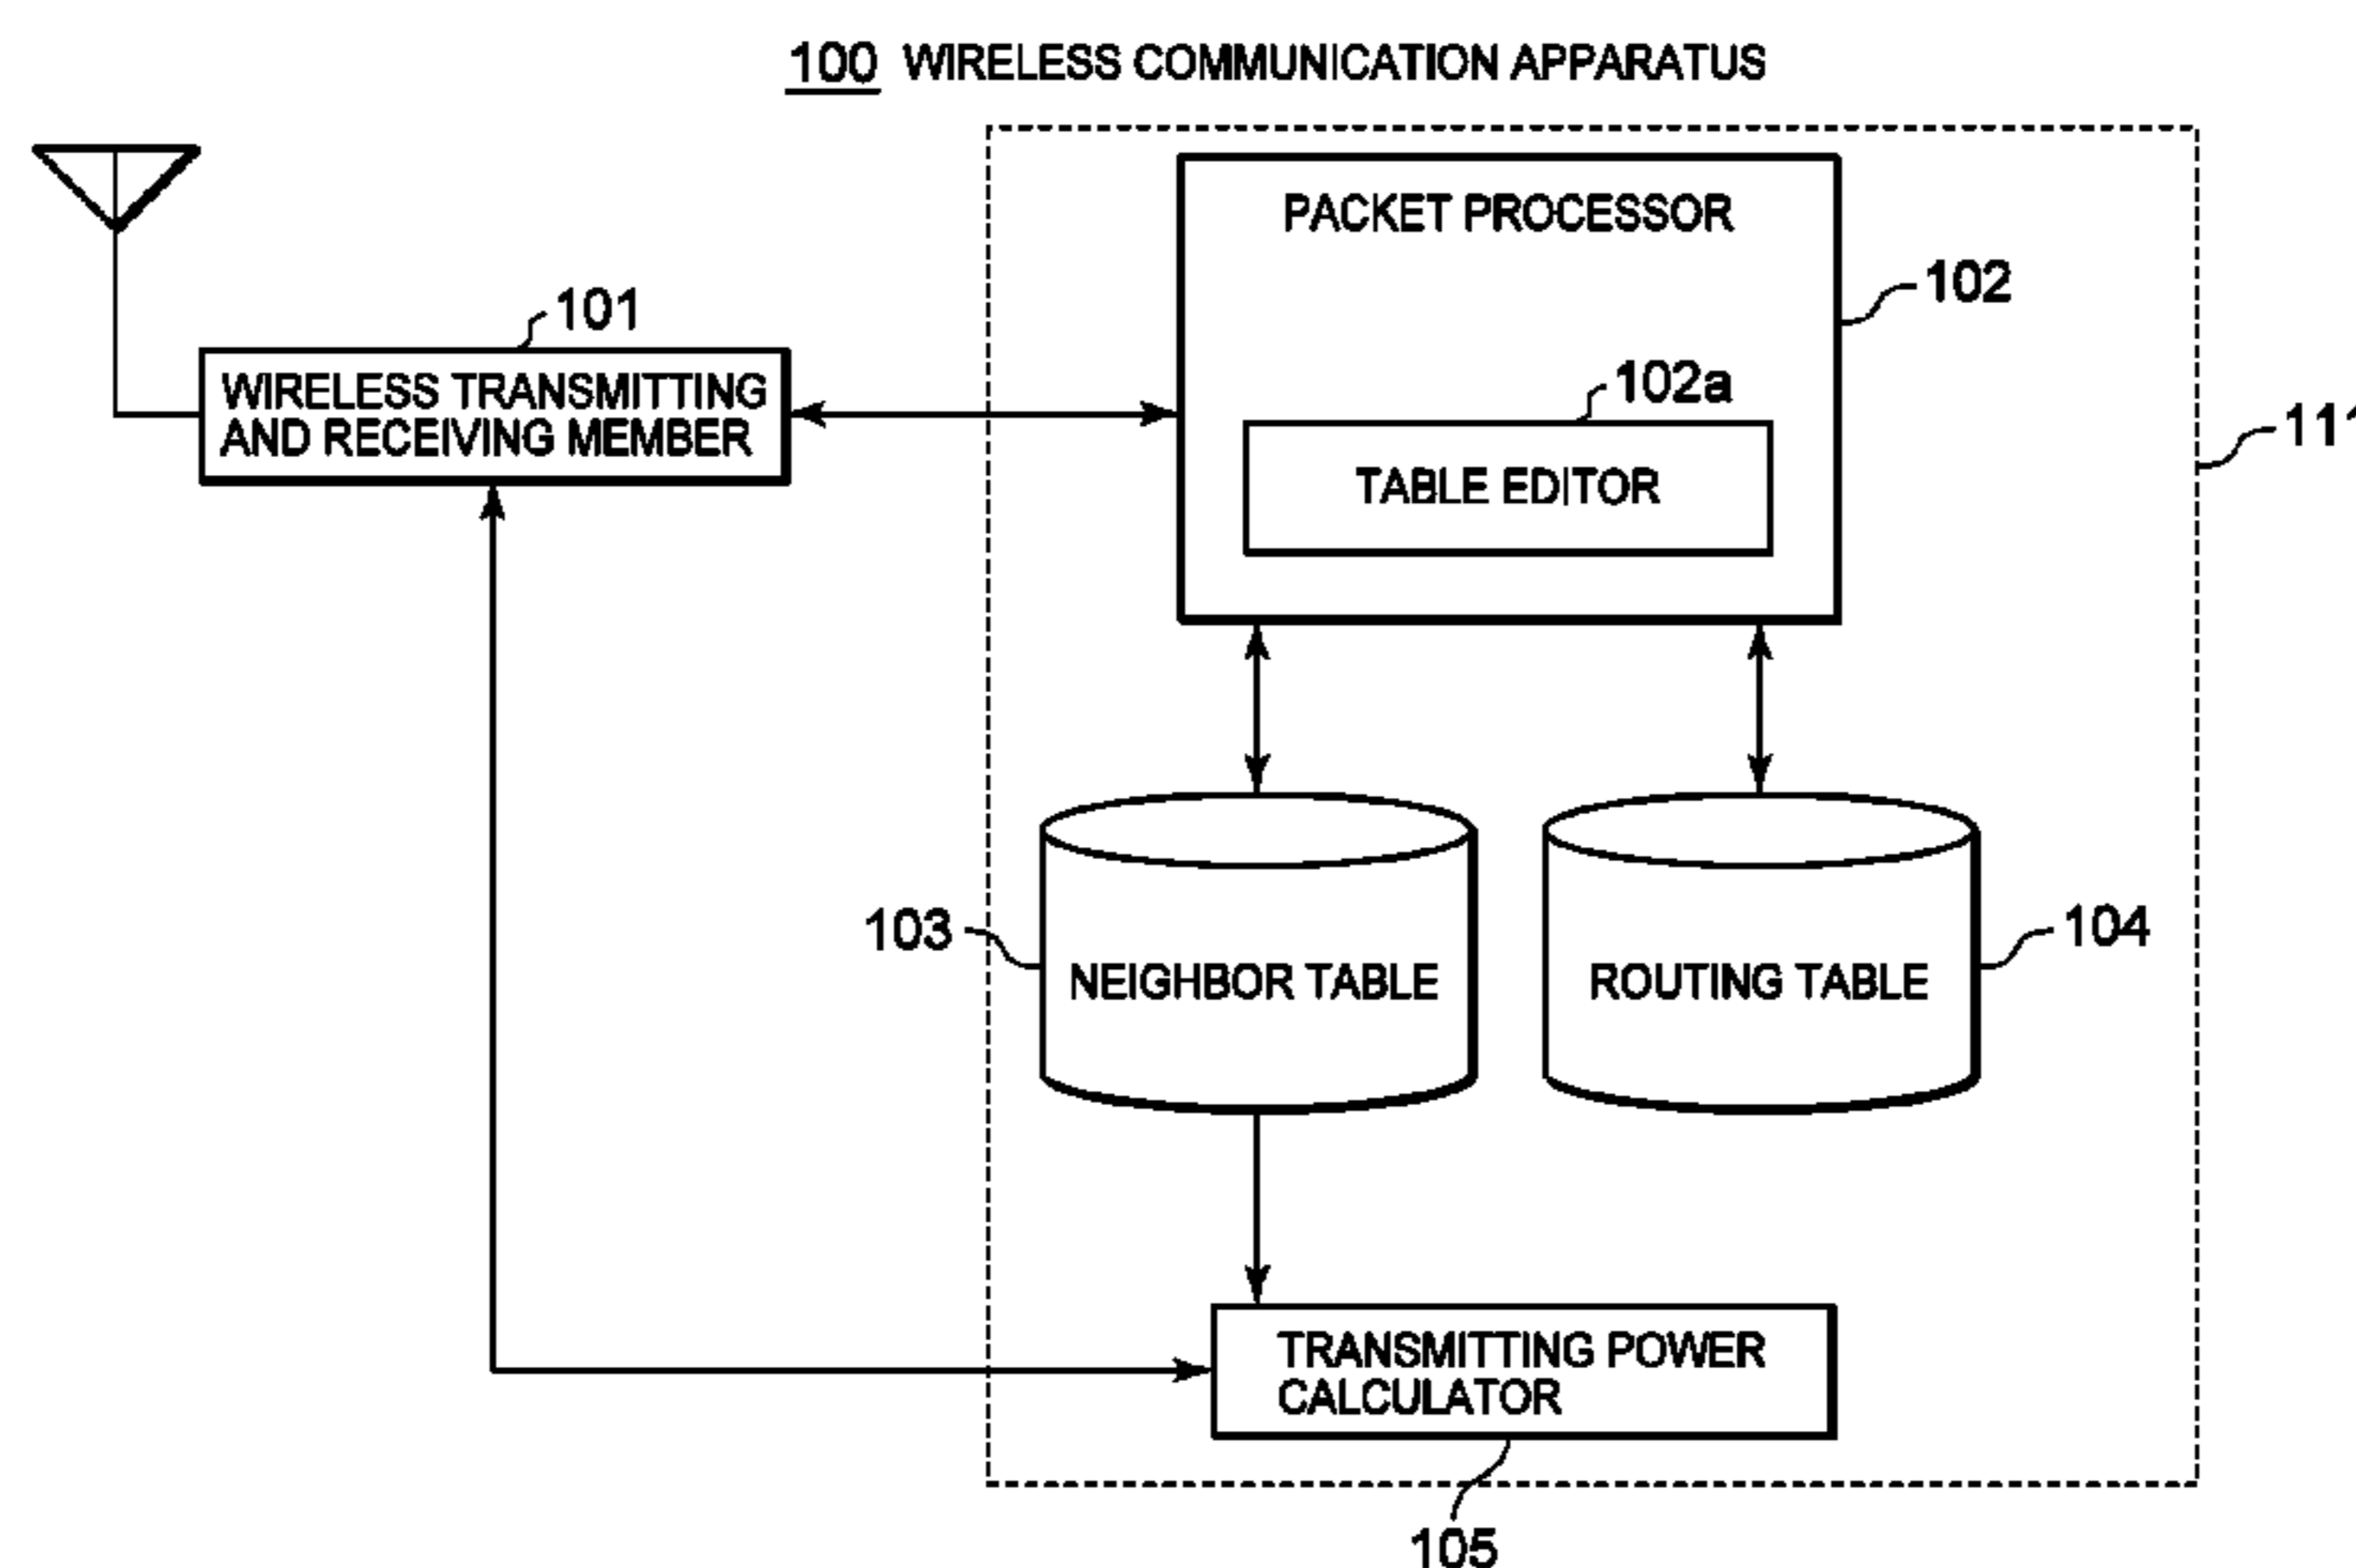 100 WIRELESS COMMUNICATION APPARATUS
PACKET PROCESSOR
102
101
WIRELESS TRANSMITTING
AND RECEIVING MEMBER
102a
111
TABLE EDITOR
103
104
NEIGHBOR TABLE
ROUTING TABLE
TRANSMITTING POWER
CALCULATOR
105